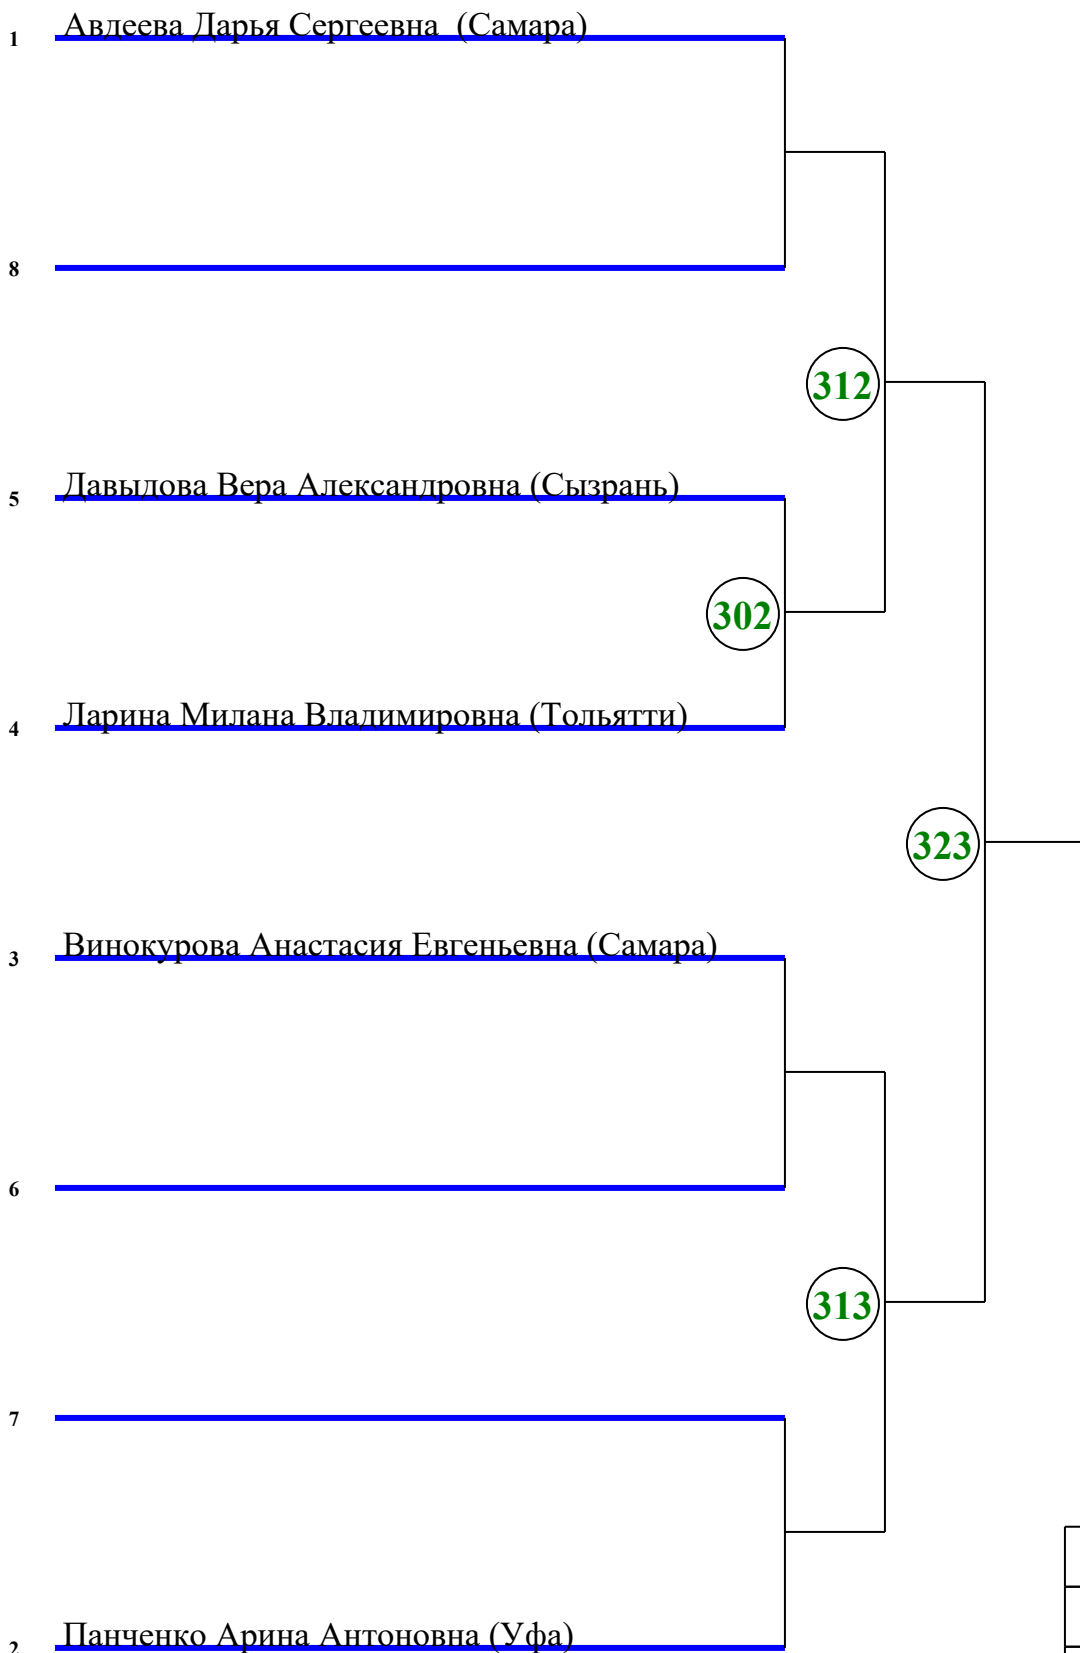 1 Авдеева Дарья Сергеевна (Самара)
8
312
5 Давыдова Вера Александровна (Сызрань)
302
4 Ларина Милана Владимировна (Тольятти)
323
3 Винокурова Анастасия Евгеньевна (Самара)
6
313
7
2 Панченко Арина Антоновна (Уфа)